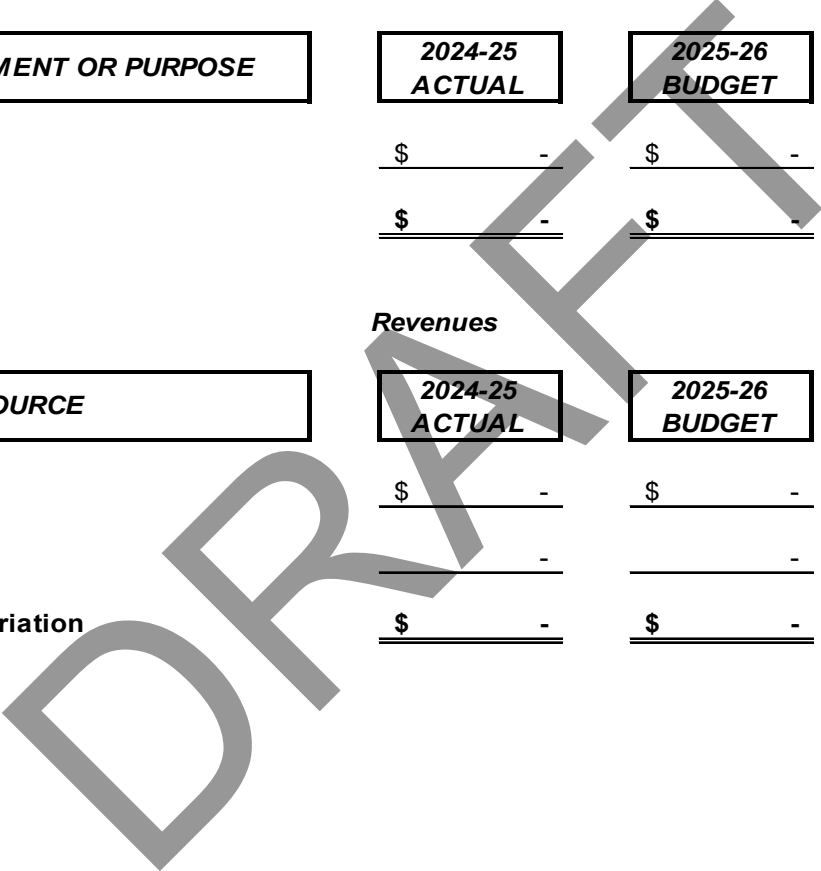 MENT OR PURPOSE 2024-25 ACTUAL 2025-26 BUDGET
$ - $ -
$ - $ -
Revenues
OURCE 2024-25 ACTUAL 2025-26 BUDGET
$ - $ -
- -
riation $ - $ -
DRAFT